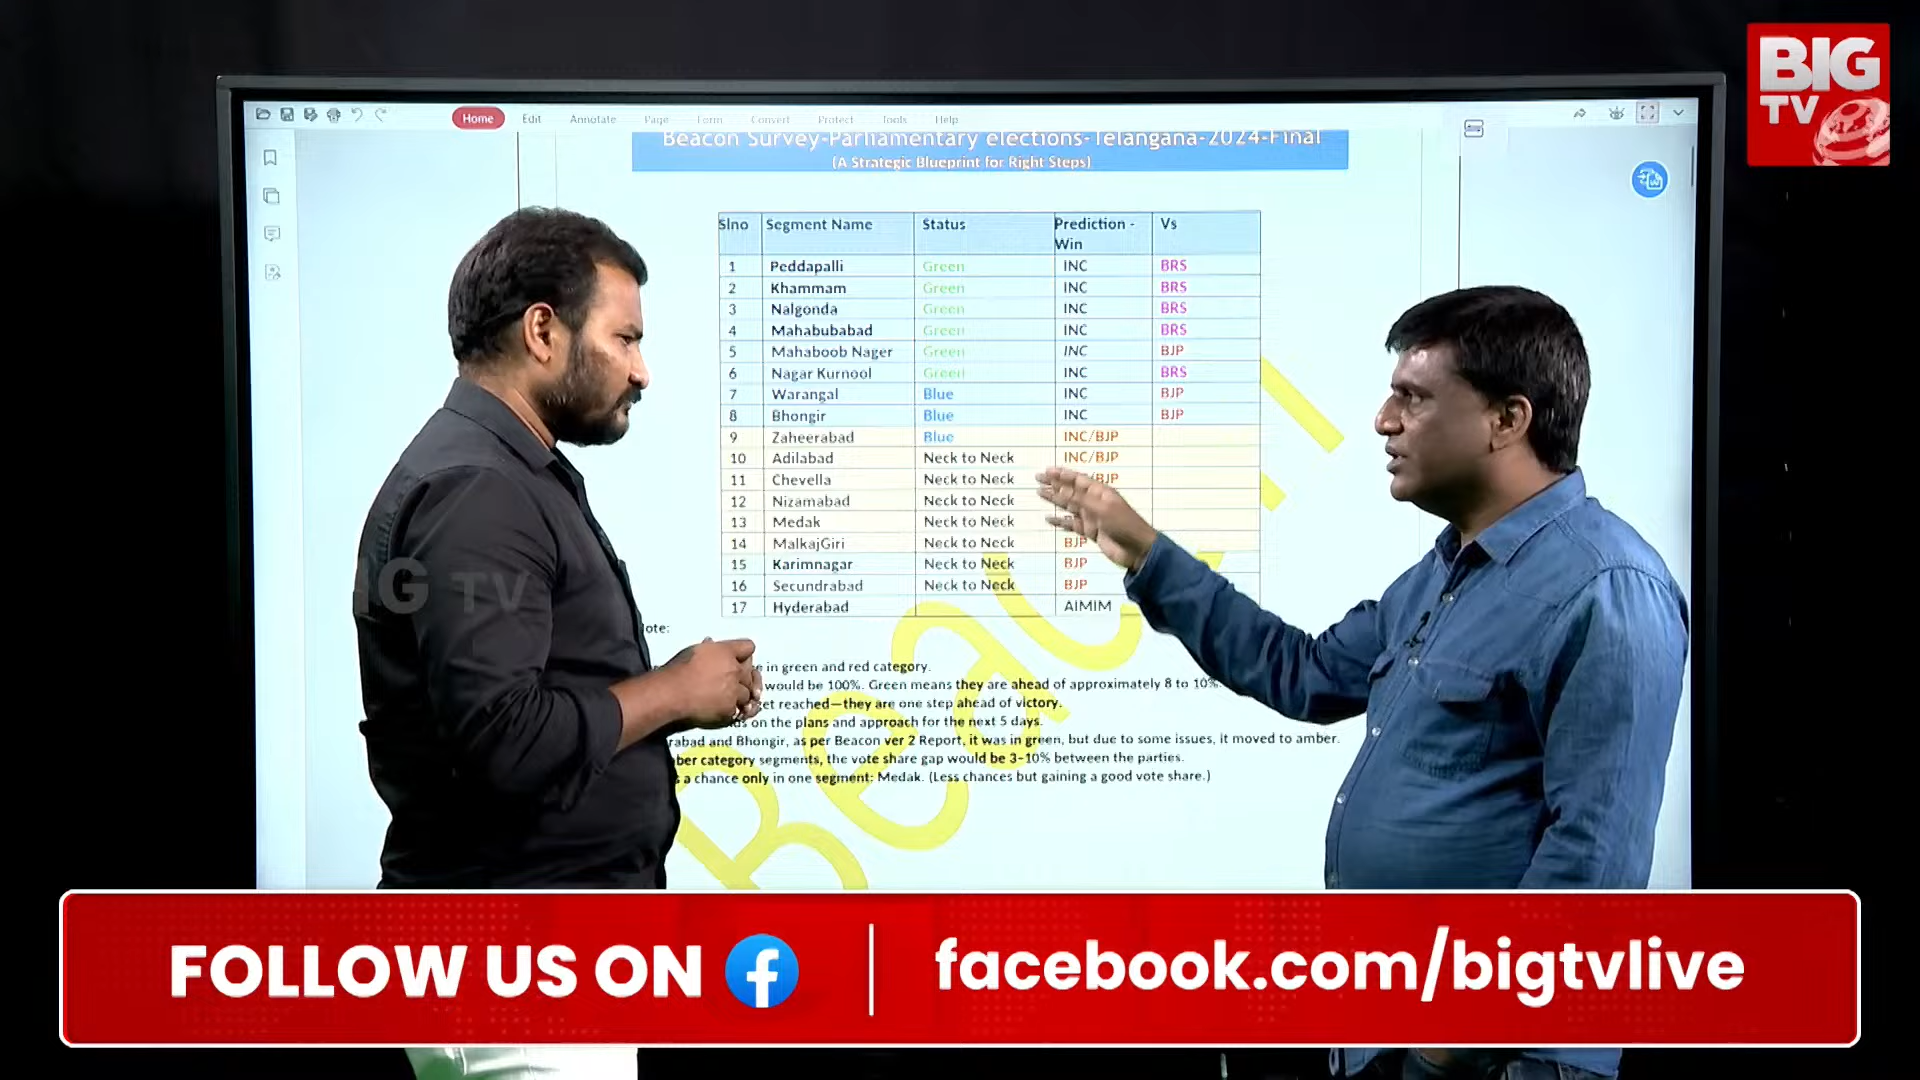 BIG
TV
Home Edit Annotate Page Form Convert Protect Tools Help
Beacon Survey-Parliamentary elections-Telangana-2024-Final
(A Strategic Blueprint for Right Steps)
Slno Segment Name Status Prediction - Win Vs
1 Peddapalli Green INC BRS
2 Khammam Green INC BRS
3 Nalgonda Green INC BRS
4 Mahabubabad Green INC BRS
5 Mahaboob Nager Green INC BJP
6 Nagar Kurnool Green INC BRS
7 Warangal Blue INC BJP
8 Bhongir Blue INC BJP
9 Zaheerabad Blue INC/BJP
10 Adilabad Neck to Neck INC/BJP
11 Chevella Neck to Neck /BJP
12 Nizamabad Neck to Neck
13 Medak Neck to Neck
14 MalkajGiri Neck to Neck BJP
15 Karimnagar Neck to Neck BJP
16 Secundrabad Neck to Neck BJP
17 Hyderabad AIMIM
ote:
in green and red category.
would be 100%. Green means they are ahead of approximately 8 to 10%.
et reached—they are one step ahead of victory.
on the plans and approach for the next 5 days.
rabad and Bhongir, as per Beacon ver 2 Report, it was in green, but due to some issues, it moved to amber.
ber category segments, the vote share gap would be 3-10% between the parties.
a chance only in one segment: Medak. (Less chances but gaining a good vote share.)
IG TV
FOLLOW US ON f | facebook.com/bigtvlive